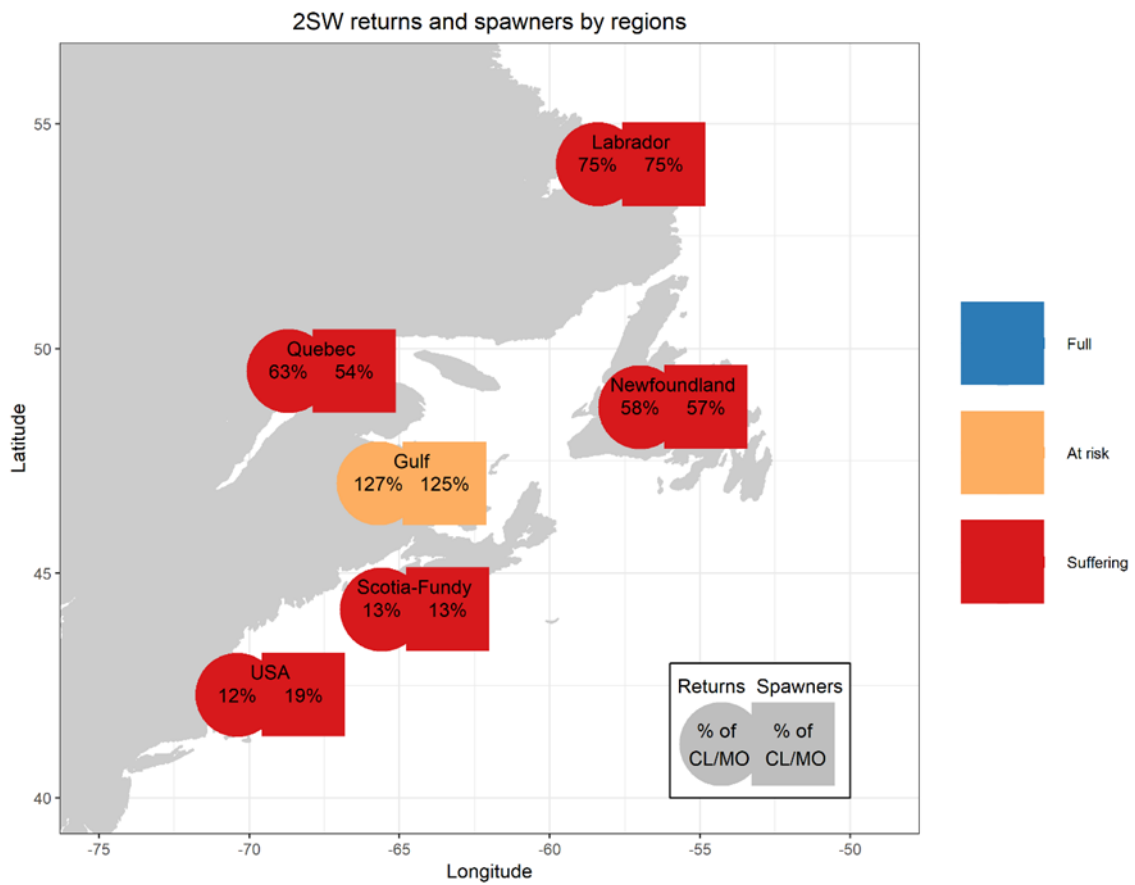 2SW returns and spawners by regions
55
Labrador
75% 75%
50
Quebec
63% 54%
Newfoundland
58% 57%
Gulf
127% 125%
45
Scotia-Fundy
13% 13%
USA
12% 19%
40
Latitude
-75 -70 -65 -60 -55 -50
Longitude
Returns Spawners
% of % of
CL/MO CL/MO
Full
At risk
Suffering